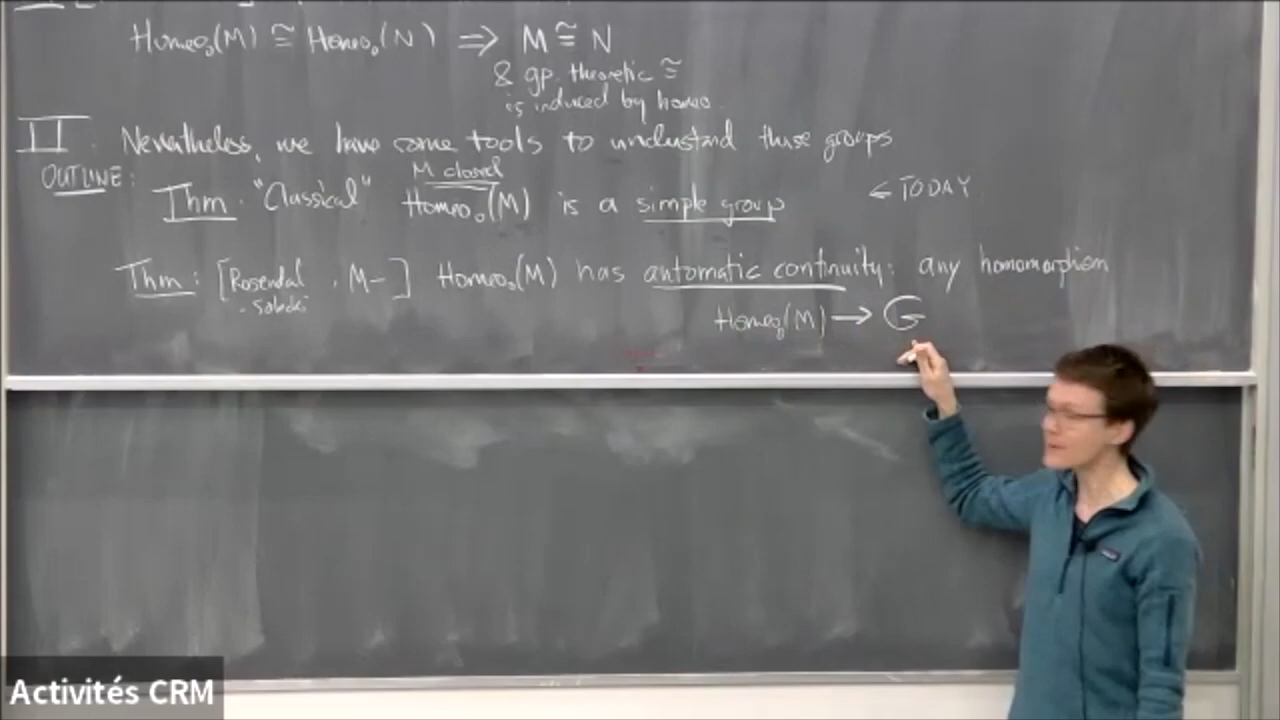 Homeo₀(M) ≅ Homeo₀(N) ⇒ M ≅ N
& gp. theoretic ≅
is induced by homeo.
II. Nevertheless, we have some tools to understand these groups
OUTLINE:
M closed
Thm. "Classical" Homeo₀(M) is a simple group ← TODAY
Thm: [Rosendal, M–] Homeo₀(M) has automatic continuity: any homomorphism
- Solecki
Homeo₀(M) → G
Activités CRM